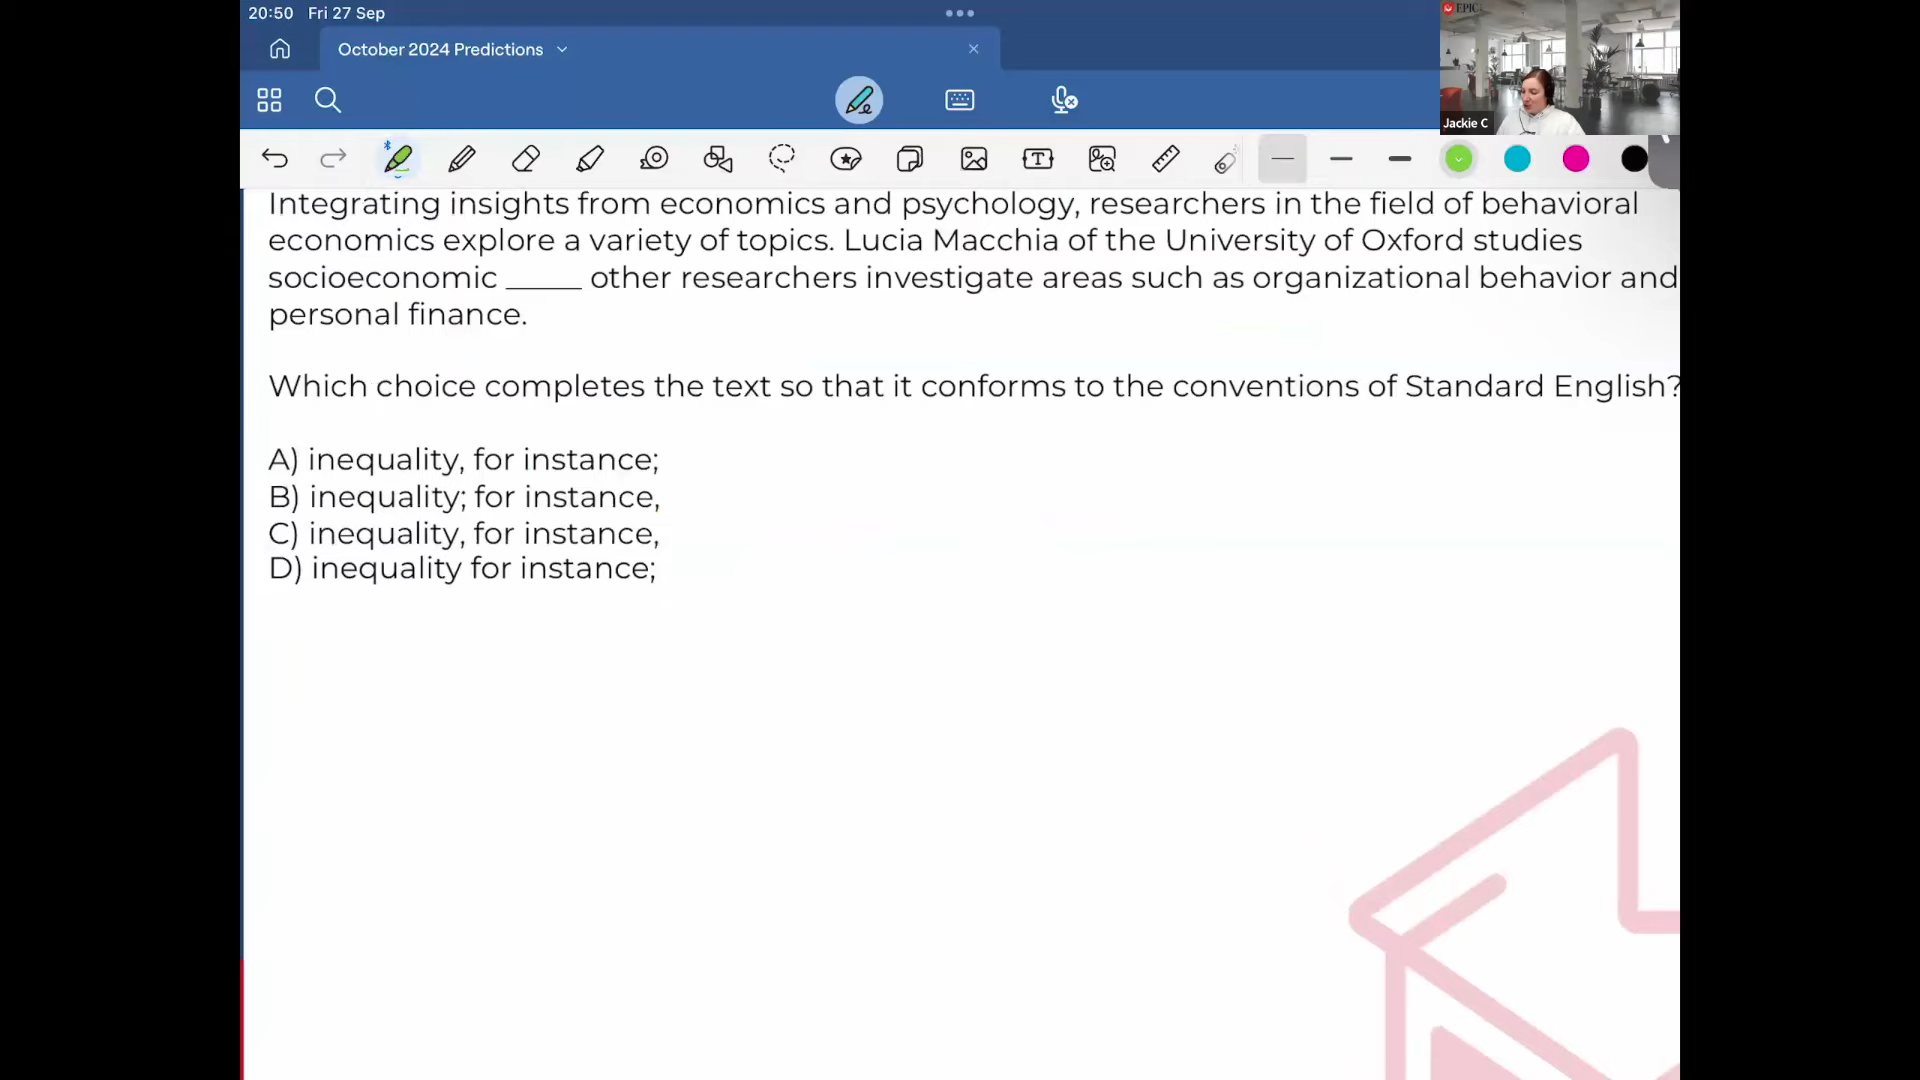 20:50 Fri 27 Sep
EPIC
October 2024 Predictions
Jackie C
Integrating insights from economics and psychology, researchers in the field of behavioral
economics explore a variety of topics. Lucia Macchia of the University of Oxford studies
socioeconomic _____ other researchers investigate areas such as organizational behavior and
personal finance.
Which choice completes the text so that it conforms to the conventions of Standard English?
A) inequality, for instance;
B) inequality; for instance,
C) inequality, for instance,
D) inequality for instance;